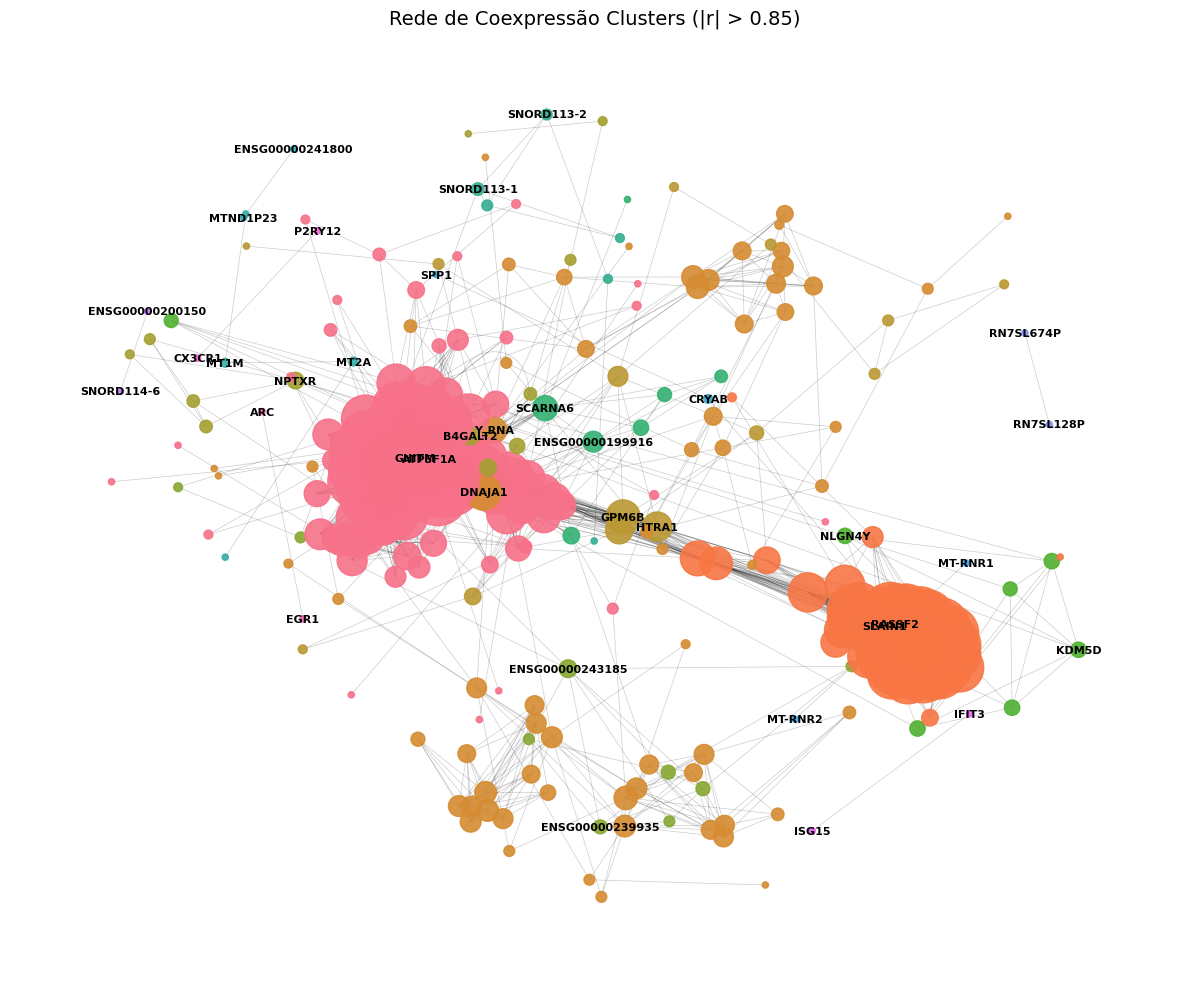 Rede de Coexpressão Clusters (|r| > 0.85)
SNORD113-2
ENSG00000241800
SNORD113-1
MTND1P23
P2RY12
SPP1
ENSG00000200150
RN7SL674P
CX3CR1
MT1M
MT2A
NPTXR
SNORD114-6
CRYAB
SCARNA6
ARC
RN7SL128P
Y_RNA
B4GALT2
ENSG00000199916
DNAJA1
GPM6B
HTRA1
NLGN4Y
MT-RNR1
EGR1
RASSF2
SLAIN1
KDM5D
ENSG00000243185
IFIT3
MT-RNR2
ENSG00000239935
ISG15